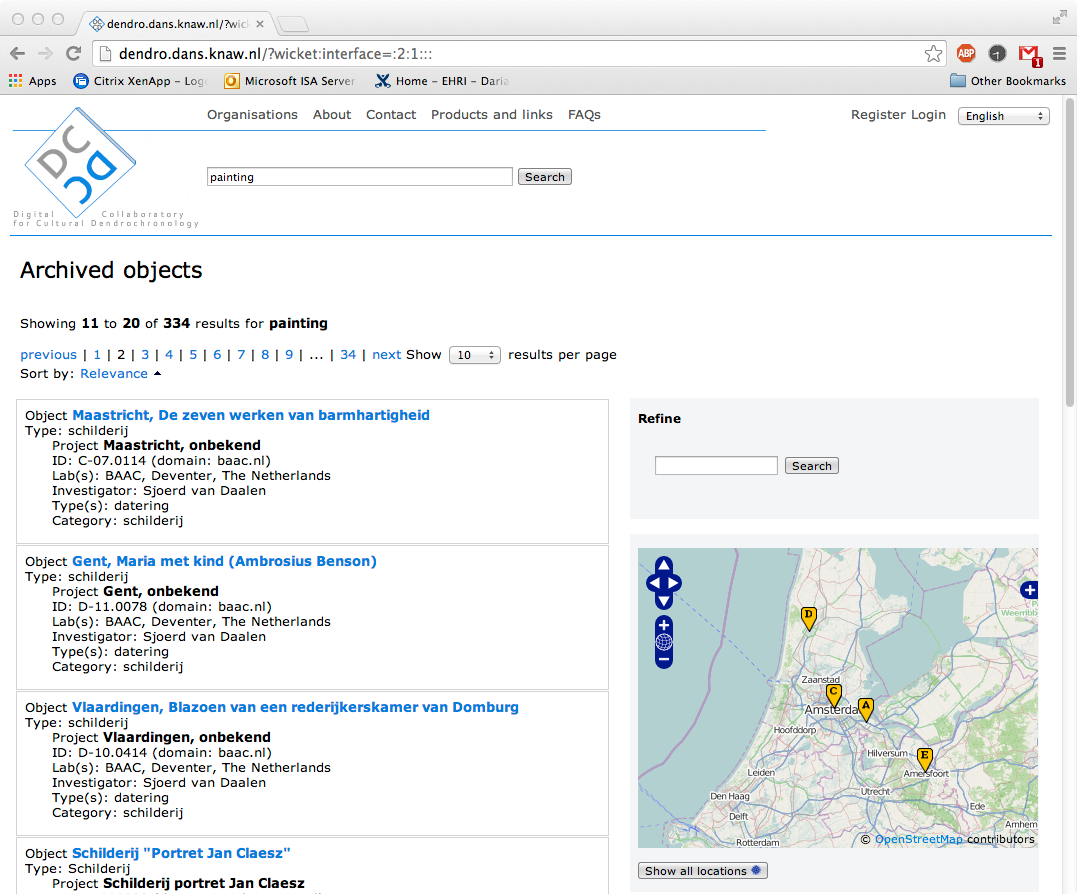 dendro.dans.knaw.nl/?wick
dendro.dans.knaw.nl/?wicket:interface=:2:1:::
ABP
1
Apps
Citrix XenApp – Log
Microsoft ISA Server
Home – EHRI – Daria
Other Bookmarks
Organisations About Contact Products and links FAQs
Register Login English
DC
DC
Digital Collaboratory
for Cultural Dendrochronology
painting Search
Archived objects
Showing 11 to 20 of 334 results for painting
previous | 1 | 2 | 3 | 4 | 5 | 6 | 7 | 8 | 9 | ... | 34 | next Show 10 results per page
Sort by: Relevance
Object Maastricht, De zeven werken van barmhartigheid
Type: schilderij
Project Maastricht, onbekend
ID: C-07.0114 (domain: baac.nl)
Lab(s): BAAC, Deventer, The Netherlands
Investigator: Sjoerd van Daalen
Type(s): datering
Category: schilderij
Object Gent, Maria met kind (Ambrosius Benson)
Type: schilderij
Project Gent, onbekend
ID: D-11.0078 (domain: baac.nl)
Lab(s): BAAC, Deventer, The Netherlands
Investigator: Sjoerd van Daalen
Type(s): datering
Category: schilderij
Object Vlaardingen, Blazoen van een rederijkerskamer van Domburg
Type: schilderij
Project Vlaardingen, onbekend
ID: D-10.0414 (domain: baac.nl)
Lab(s): BAAC, Deventer, The Netherlands
Investigator: Sjoerd van Daalen
Type(s): datering
Category: schilderij
Object Schilderij "Portret Jan Claesz"
Type: Schilderij
Project Schilderij portret Jan Claesz
Refine
Search
D
Weerribb
Zaanstad
C
A
Amsterda
Hoofddorp
Hilversum
E
Amersfoort
Leiden
Utrecht
Den Haag
Ede
Delft
Arnhem
Rotterdam
© OpenStreetMap contributors
Show all locations